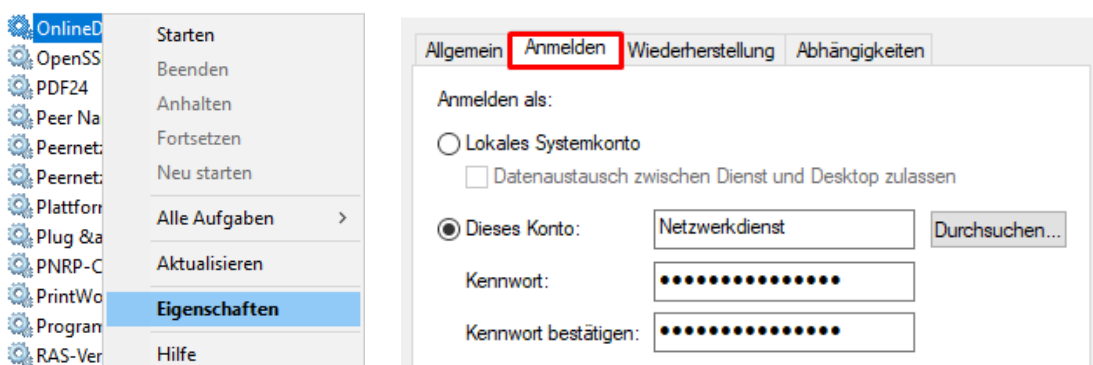 OnlineD
OpenSS
PDF24
Peer Na
Peernetz
Peernetz
Plattforr
Plug &a
PNRP-C
PrintWo
Program
RAS-Ver
Starten
Beenden
Anhalten
Fortsetzen
Neu starten
Alle Aufgaben
Aktualisieren
Eigenschaften
Hilfe
Allgemein Anmelden Wiederherstellung Abhängigkeiten
Anmelden als:
Lokales Systemkonto
Datenaustausch zwischen Dienst und Desktop zulassen
Dieses Konto: Netzwerkdienst Durchsuchen...
Kennwort: ●●●●●●●●●●●●●●●
Kennwort bestätigen: ●●●●●●●●●●●●●●●